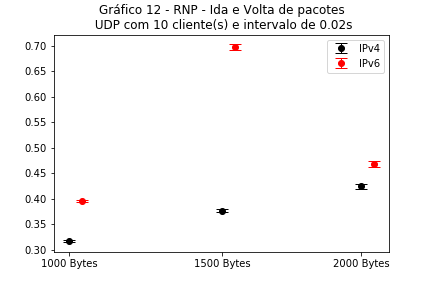 Gráfico 12 - RNP - Ida e Volta de pacotes
UDP com 10 cliente(s) e intervalo de 0.02s
IPv4
IPv6
0.70
0.65
0.60
0.55
0.50
0.45
0.40
0.35
0.30
1000 Bytes
1500 Bytes
2000 Bytes